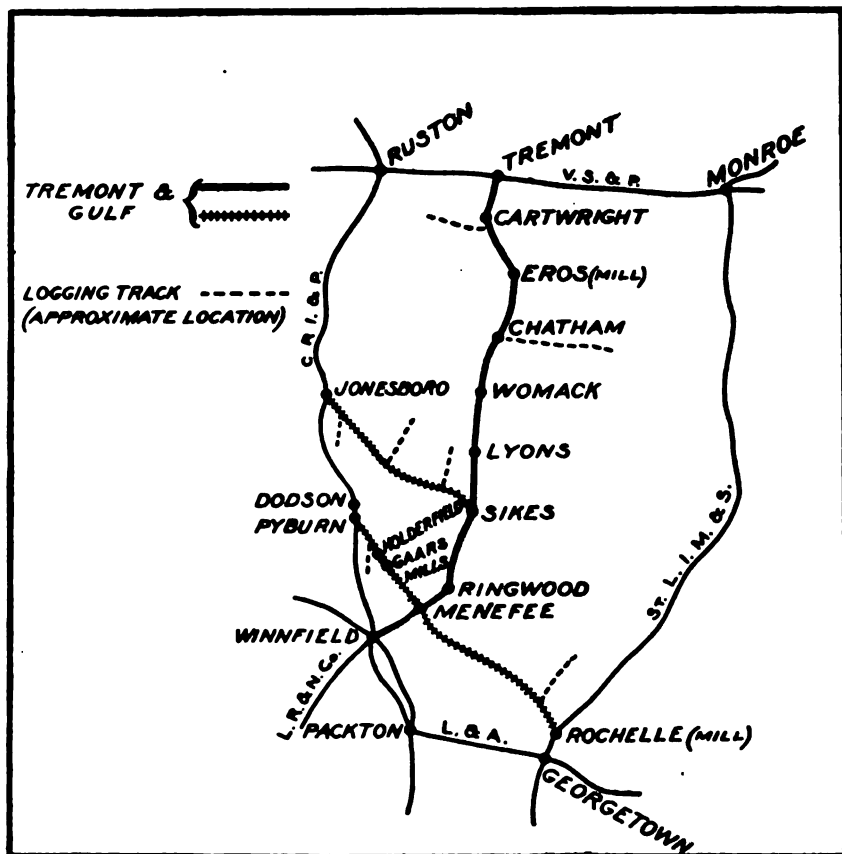 RUSTON
TREMONT
MONROE
V. S. & P.
TREMONT &
GULF
CARTWRIGHT
EROS (MILL)
LOGGING TRACK
(APPROXIMATE LOCATION)
CHATHAM
C. R. I. & P.
JONESBORO
WOMACK
LYONS
DODSON
PYBURN
HOLDERFIELD
GAARS
MILLS
SIKES
ST. L. I. M. & S.
RINGWOOD
MENEFEE
WINNFIELD
L. R. & N. Co.
PACKTON
L. & A.
ROCHELLE (MILL)
GEORGETOWN